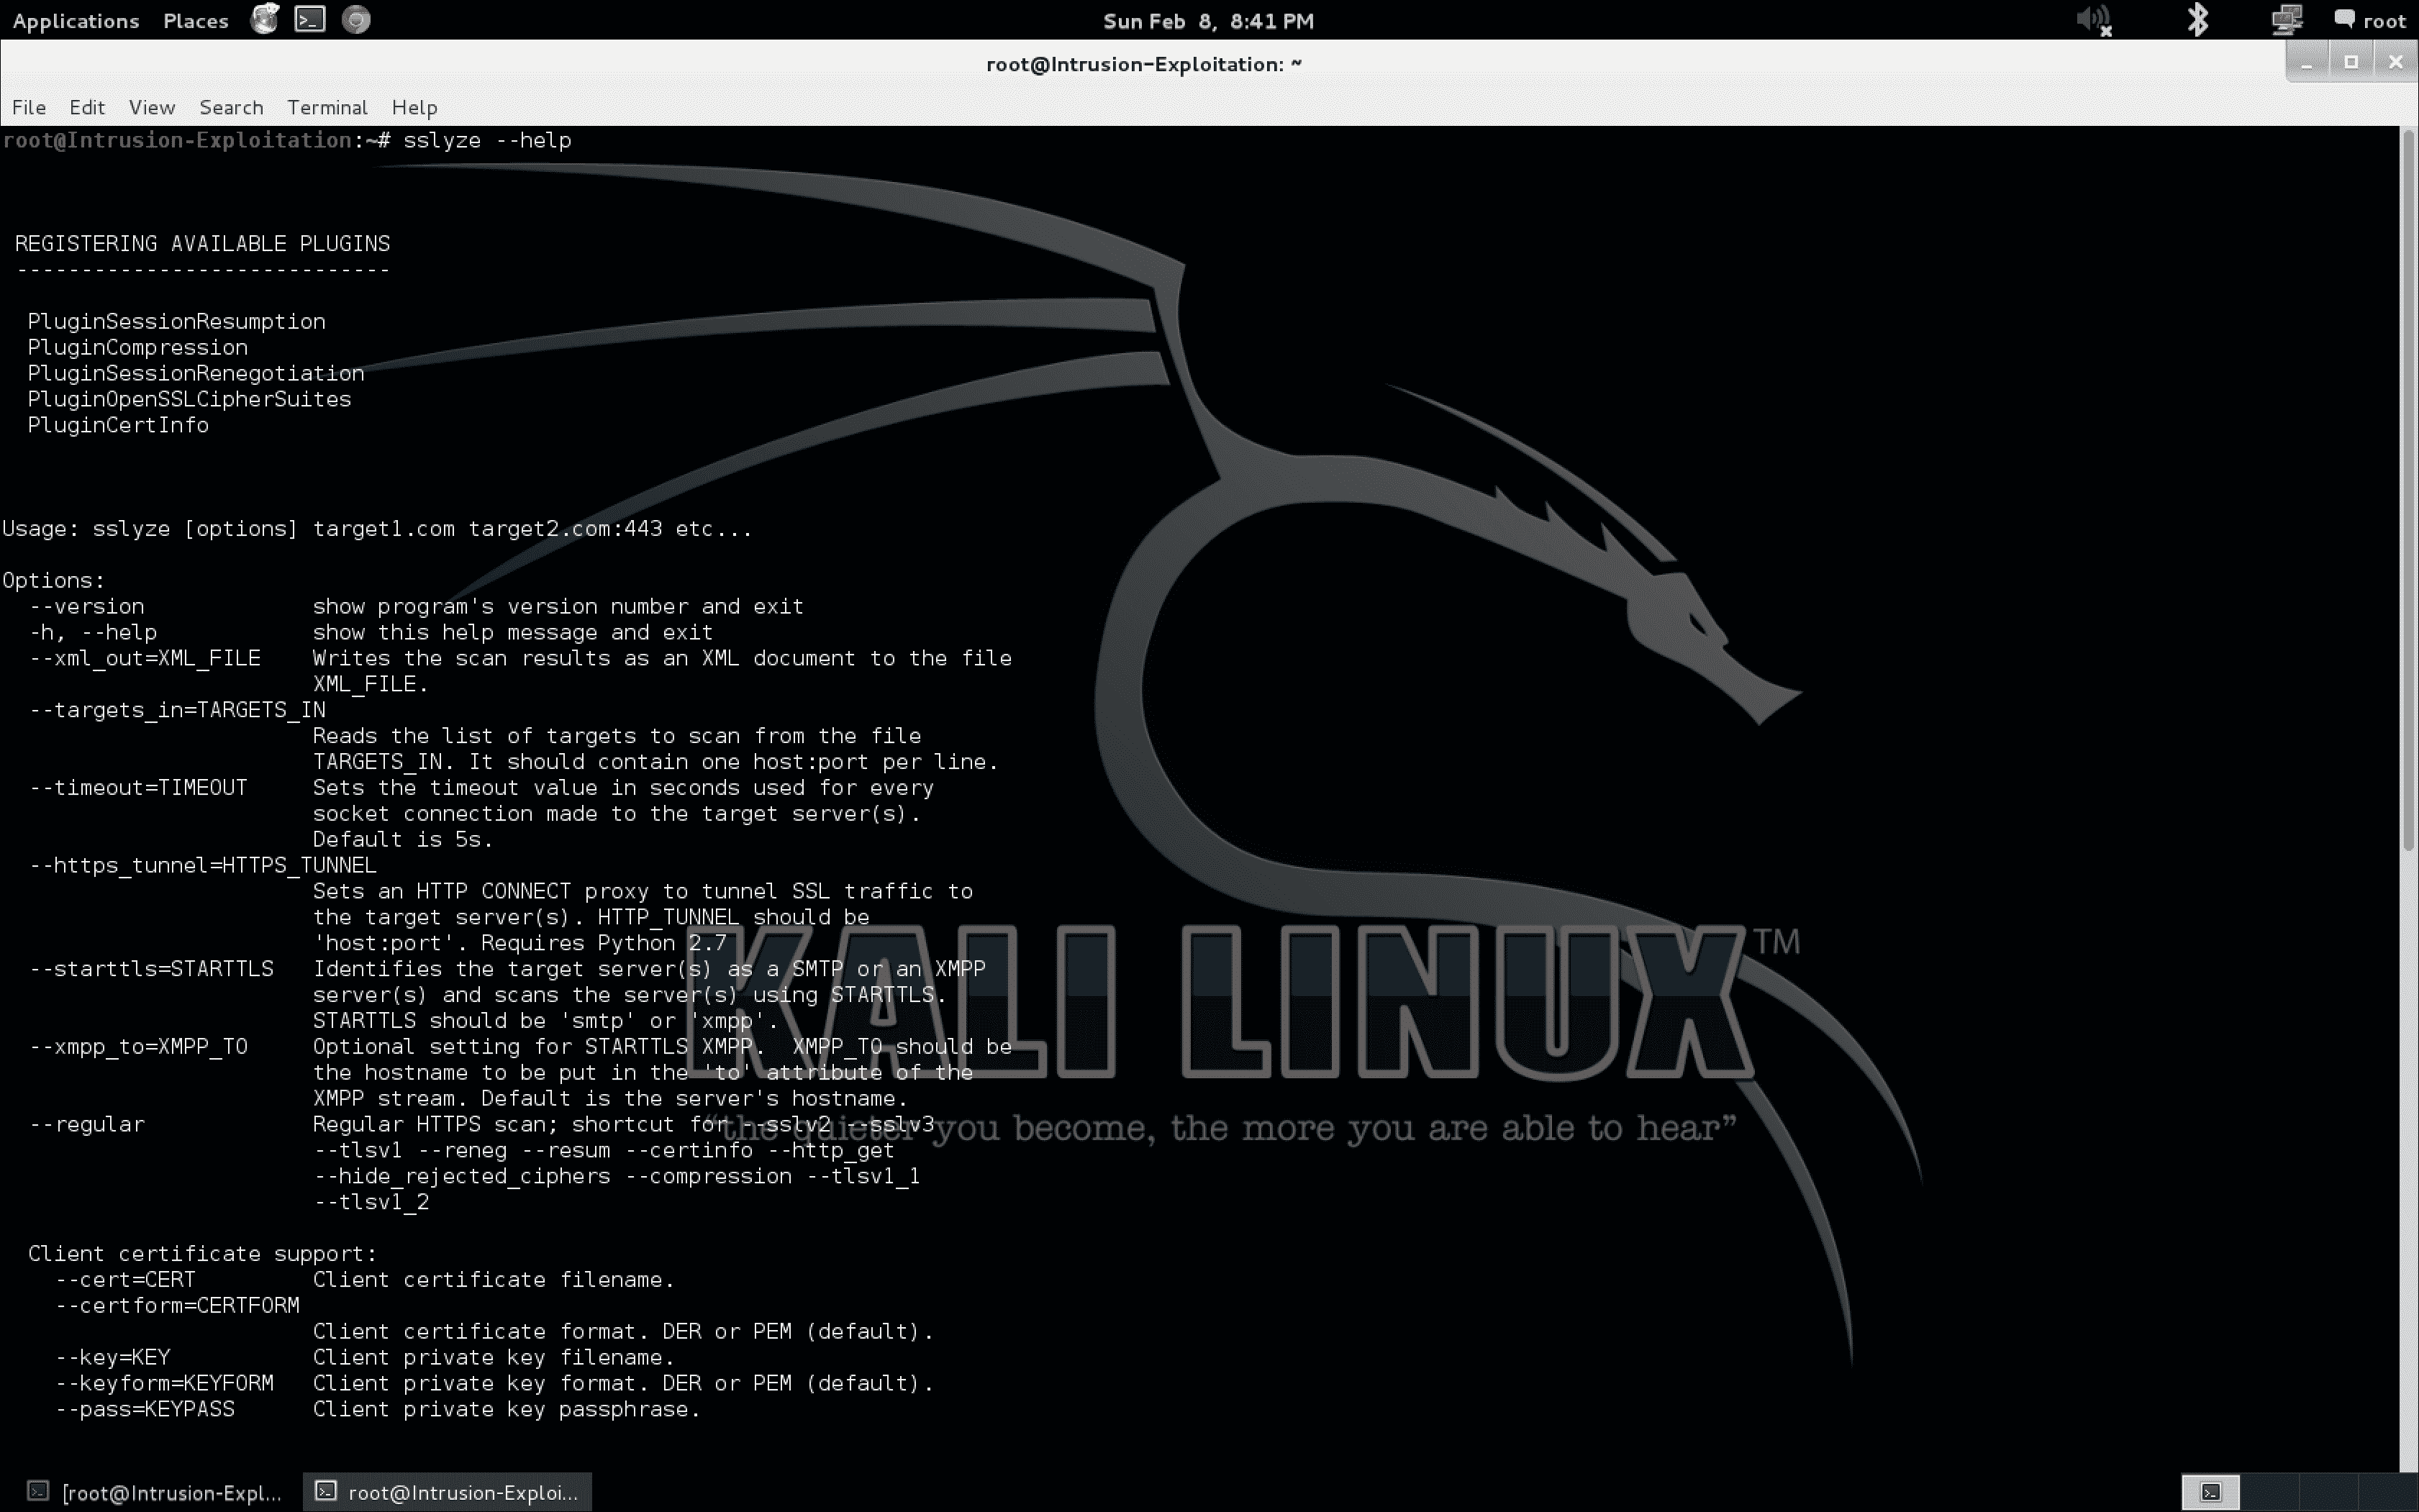 Applications Places Sun Feb 8, 8:41 PM root
root@Intrusion-Exploitation: ~
File Edit View Search Terminal Help
root@Intrusion-Exploitation:~# sslyze --help
REGISTERING AVAILABLE PLUGINS
-----------------------------
PluginSessionResumption
PluginCompression
PluginSessionRenegotiation
PluginOpenSSLCipherSuites
PluginCertInfo
Usage: sslyze [options] target1.com target2.com:443 etc...
Options:
--version show program's version number and exit
-h, --help show this help message and exit
--xml_out=XML_FILE Writes the scan results as an XML document to the file
XML_FILE.
--targets_in=TARGETS_IN
Reads the list of targets to scan from the file
TARGETS_IN. It should contain one host:port per line.
--timeout=TIMEOUT Sets the timeout value in seconds used for every
socket connection made to the target server(s).
Default is 5s.
--https_tunnel=HTTPS_TUNNEL
Sets an HTTP CONNECT proxy to tunnel SSL traffic to
the target server(s). HTTP_TUNNEL should be
'host:port'. Requires Python 2.7
--starttls=STARTTLS Identifies the target server(s) as a SMTP or an XMPP
server(s) and scans the server(s) using STARTTLS.
STARTTLS should be 'smtp' or 'xmpp'.
--xmpp_to=XMPP_TO Optional setting for STARTTLS XMPP. XMPP_TO should be
the hostname to be put in the 'to' attribute of the
XMPP stream. Default is the server's hostname.
--regular Regular HTTPS scan; shortcut for --sslv2 --sslv3
--tlsv1 --reneg --resum --certinfo --http_get
--hide_rejected_ciphers --compression --tlsv1_1
--tlsv1_2
Client certificate support:
--cert=CERT Client certificate filename.
--certform=CERTFORM
Client certificate format. DER or PEM (default).
--key=KEY Client private key filename.
--keyform=KEYFORM Client private key format. DER or PEM (default).
--pass=KEYPASS Client private key passphrase.
KALI LINUX™
“the quieter you become, the more you are able to hear”
[root@Intrusion-Expl... root@Intrusion-Exploi...